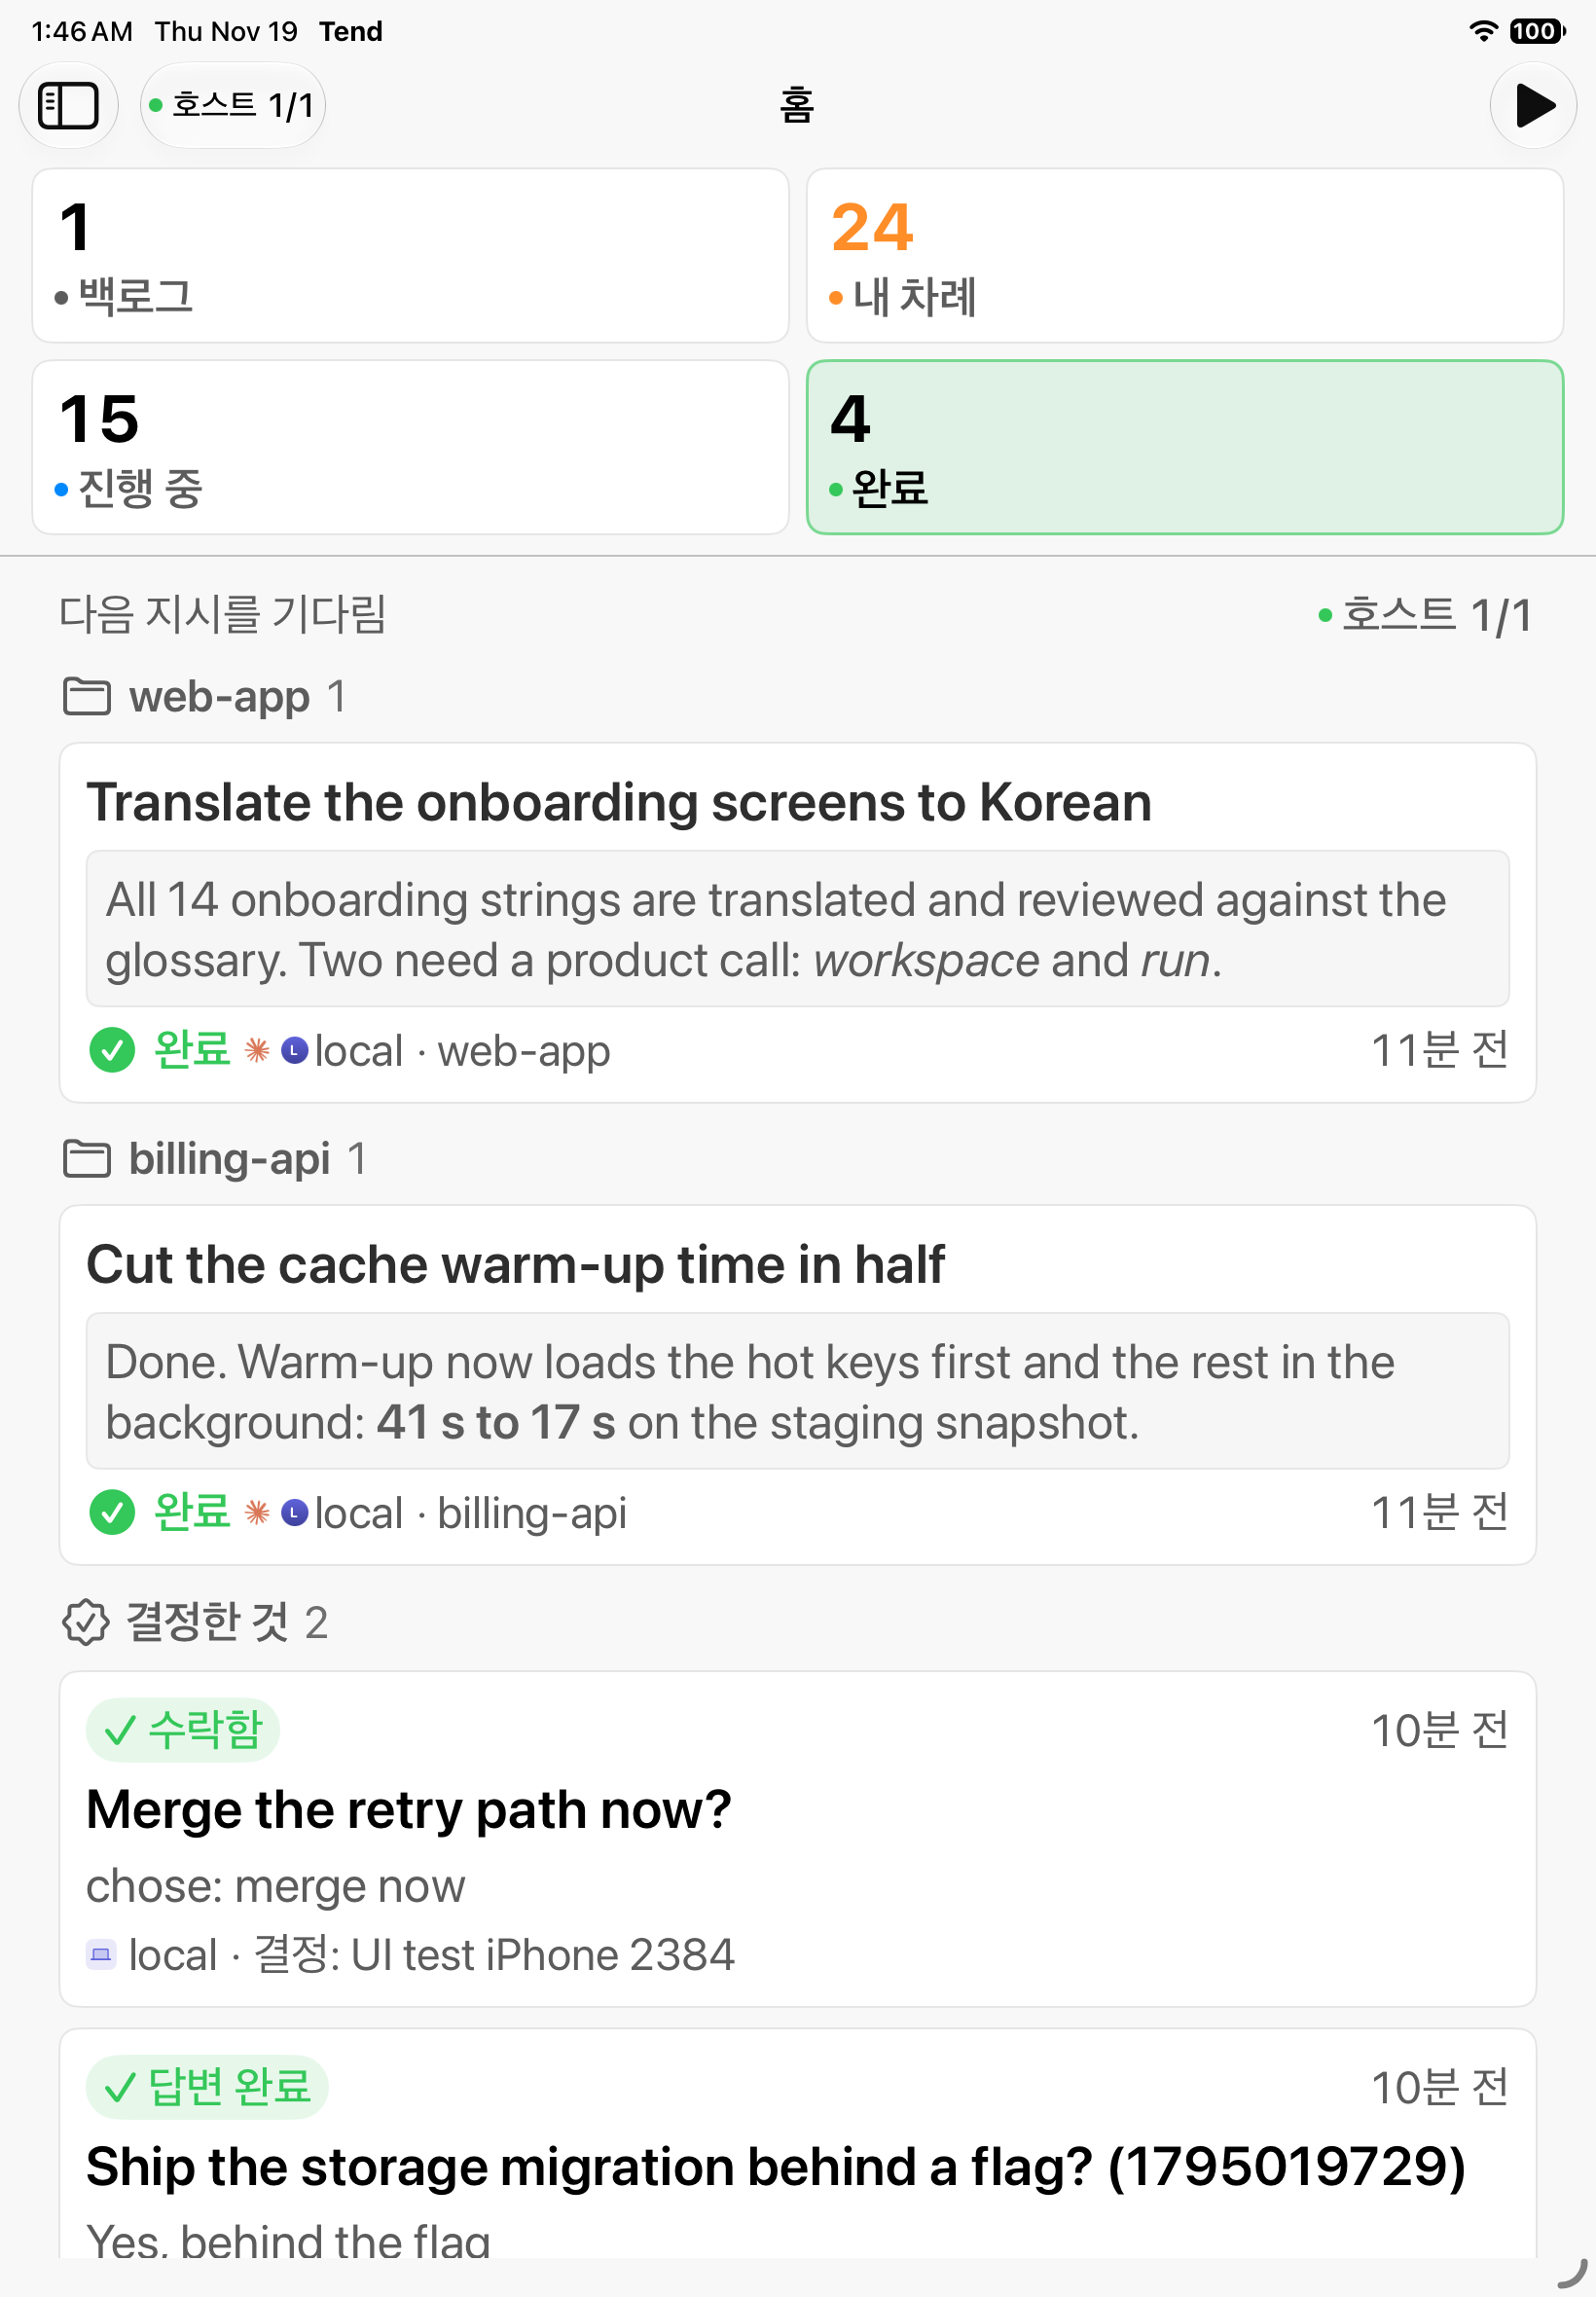 1:46 AM Thu Nov 19 Tend
100
호스트 1/1
홈
1
백로그
24
내 차례
15
진행 중
4
완료
다음 지시를 기다림
호스트 1/1
web-app 1
Translate the onboarding screens to Korean
All 14 onboarding strings are translated and reviewed against the
glossary. Two need a product call: workspace and run.
완료 L local · web-app
11분 전
billing-api 1
Cut the cache warm-up time in half
Done. Warm-up now loads the hot keys first and the rest in the
background: 41 s to 17 s on the staging snapshot.
완료 L local · billing-api
11분 전
결정한 것 2
수락함
10분 전
Merge the retry path now?
chose: merge now
local · 결정: UI test iPhone 2384
답변 완료
10분 전
Ship the storage migration behind a flag? (1795019729)
Yes, behind the flag